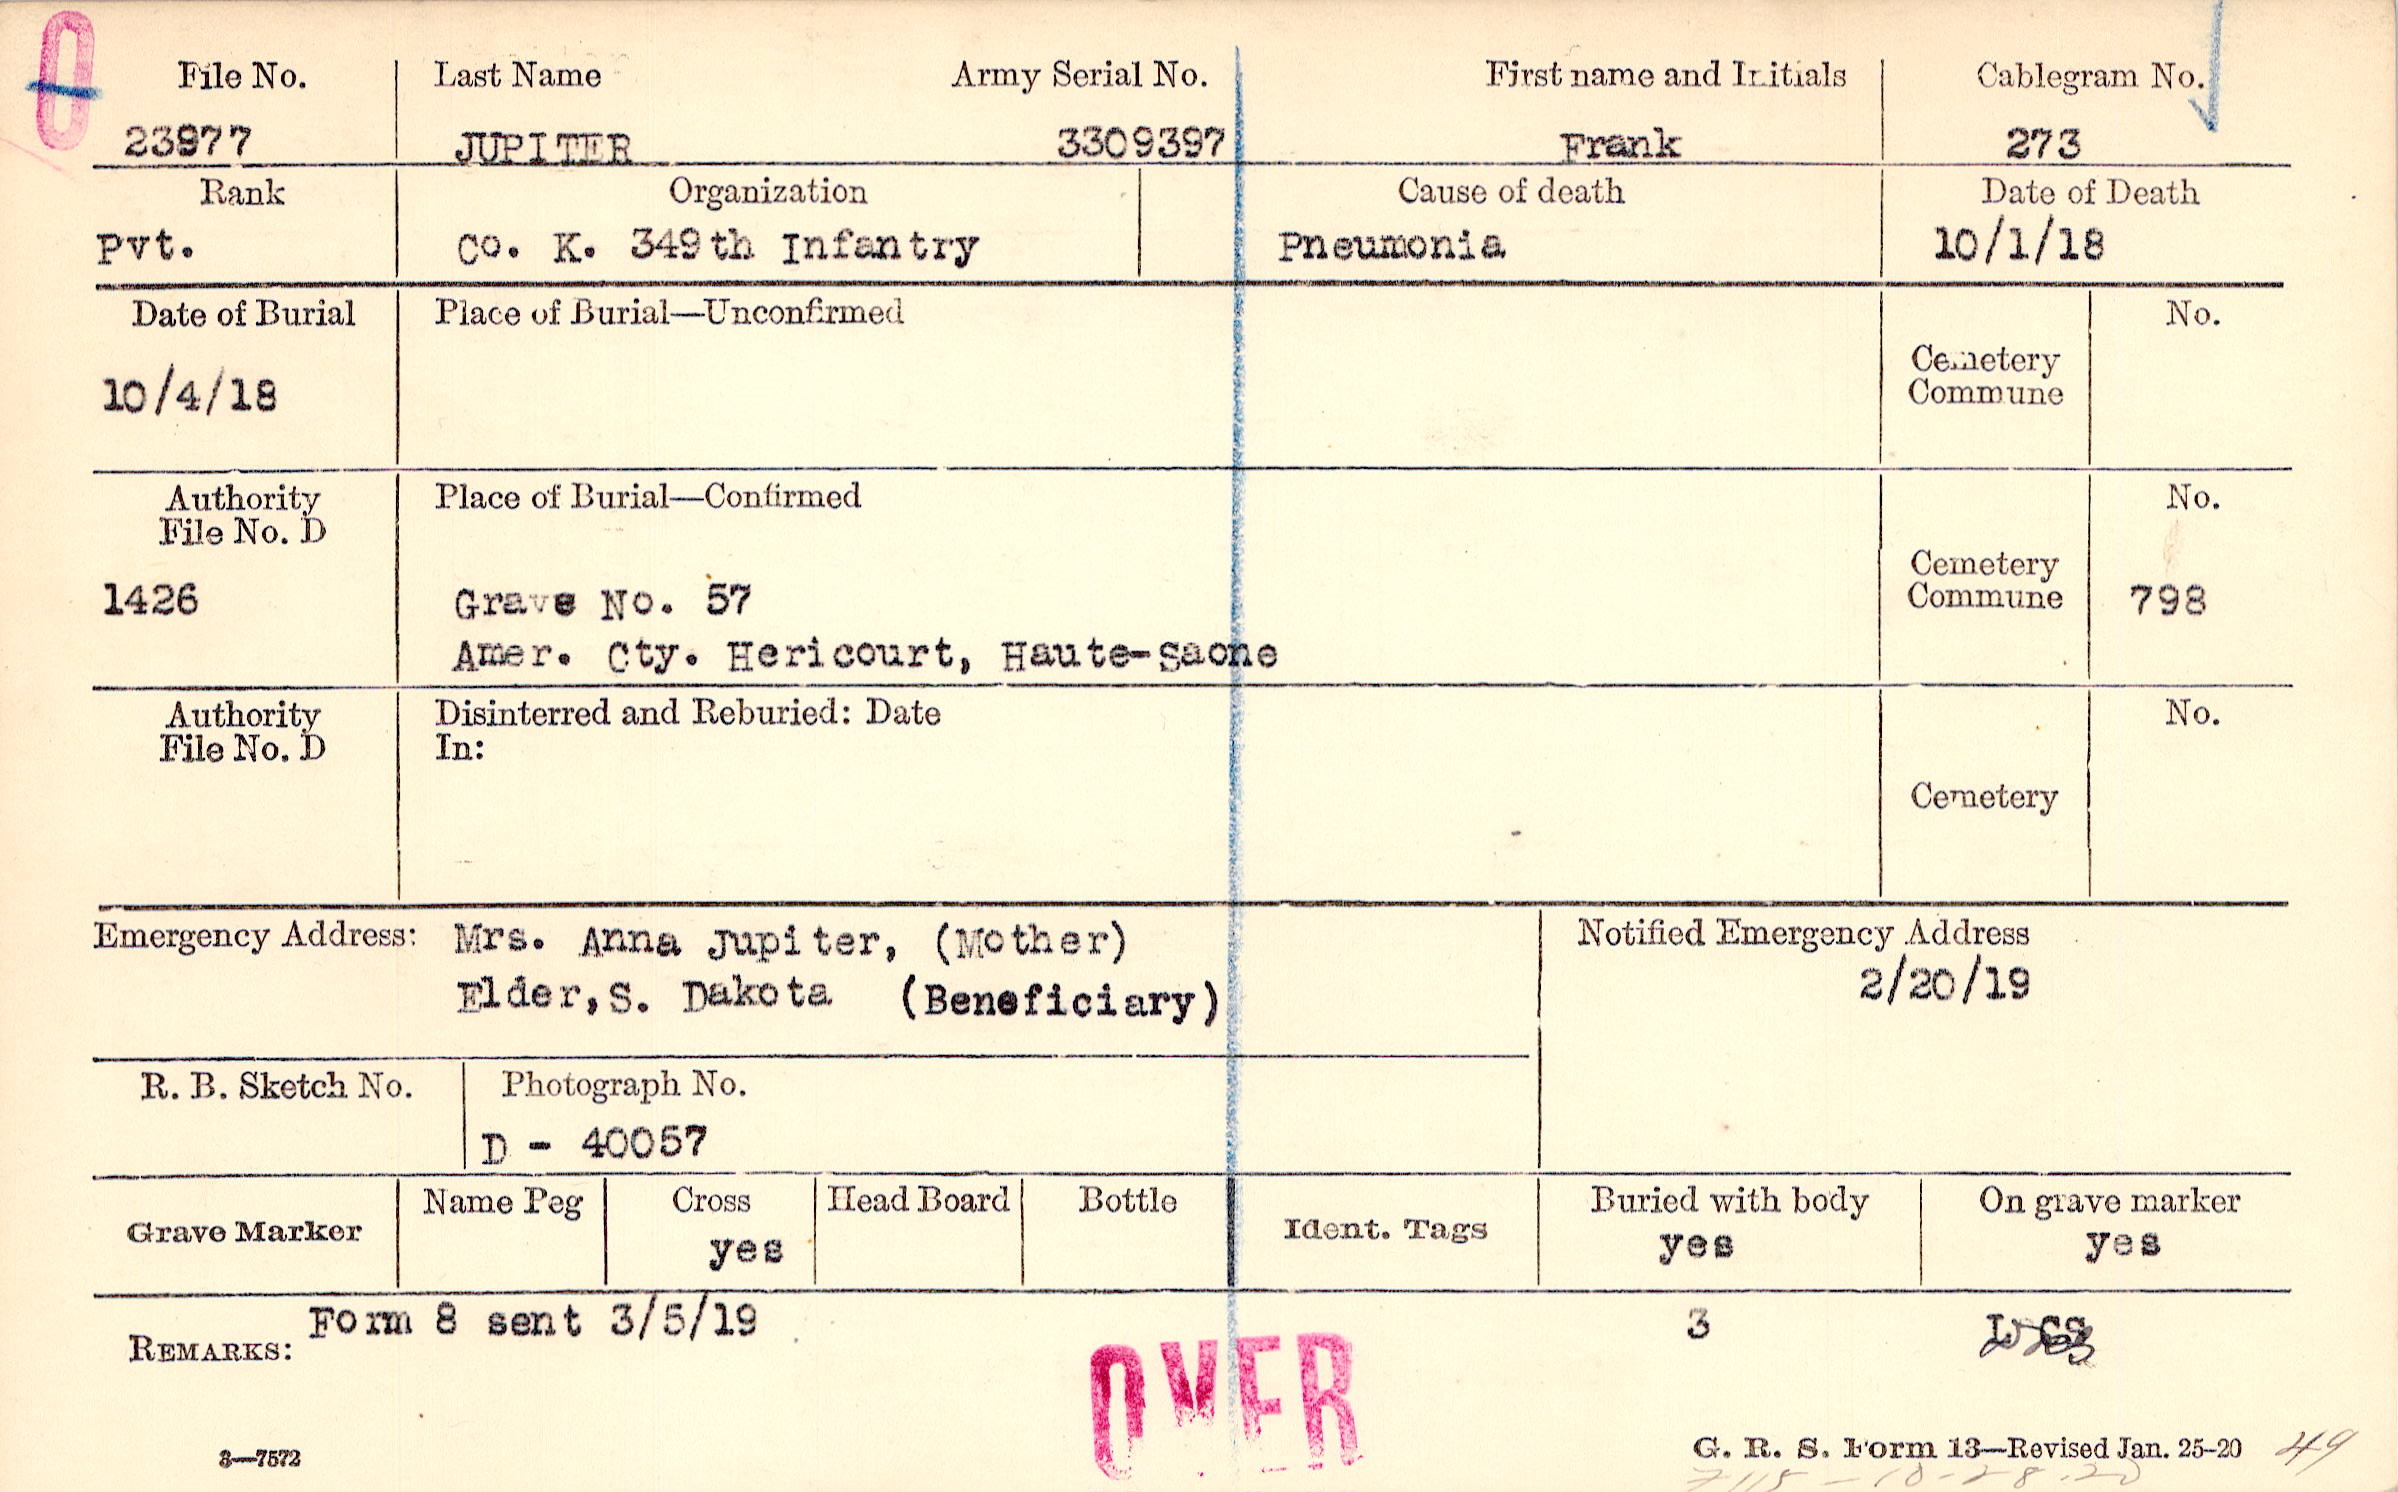 0
File No. Last Name Army Serial No. First name and Initials Cablegram No.
23977 JUPITER 3309397 Frank 273
Rank Organization Cause of death Date of Death
Pvt. Co. K. 349th Infantry Pneumonia 10/1/18
Date of Burial Place of Burial—Unconfirmed No.
Cemetery
Commune
10/4/18
Authority Place of Burial—Confirmed No.
File No. D
Cemetery
Commune
1426 Grave No. 57 798
Amer. Cty. Hericourt, Haute-Saone
Authority Disinterred and Reburied: Date No.
File No. D In:
Cemetery
Emergency Address: Mrs. Anna Jupiter, (Mother) Notified Emergency Address
Elder,S. Dakota (Beneficiary) 2/20/19
R. B. Sketch No. Photograph No.
D - 40057
Grave Marker Name Peg Cross Head Board Bottle Ident. Tags Buried with body On grave marker
yes yes yes
REMARKS: Form 8 sent 3/5/19 3
OVER
3—7572 G. R. S. Form 13—Revised Jan. 25-20 49